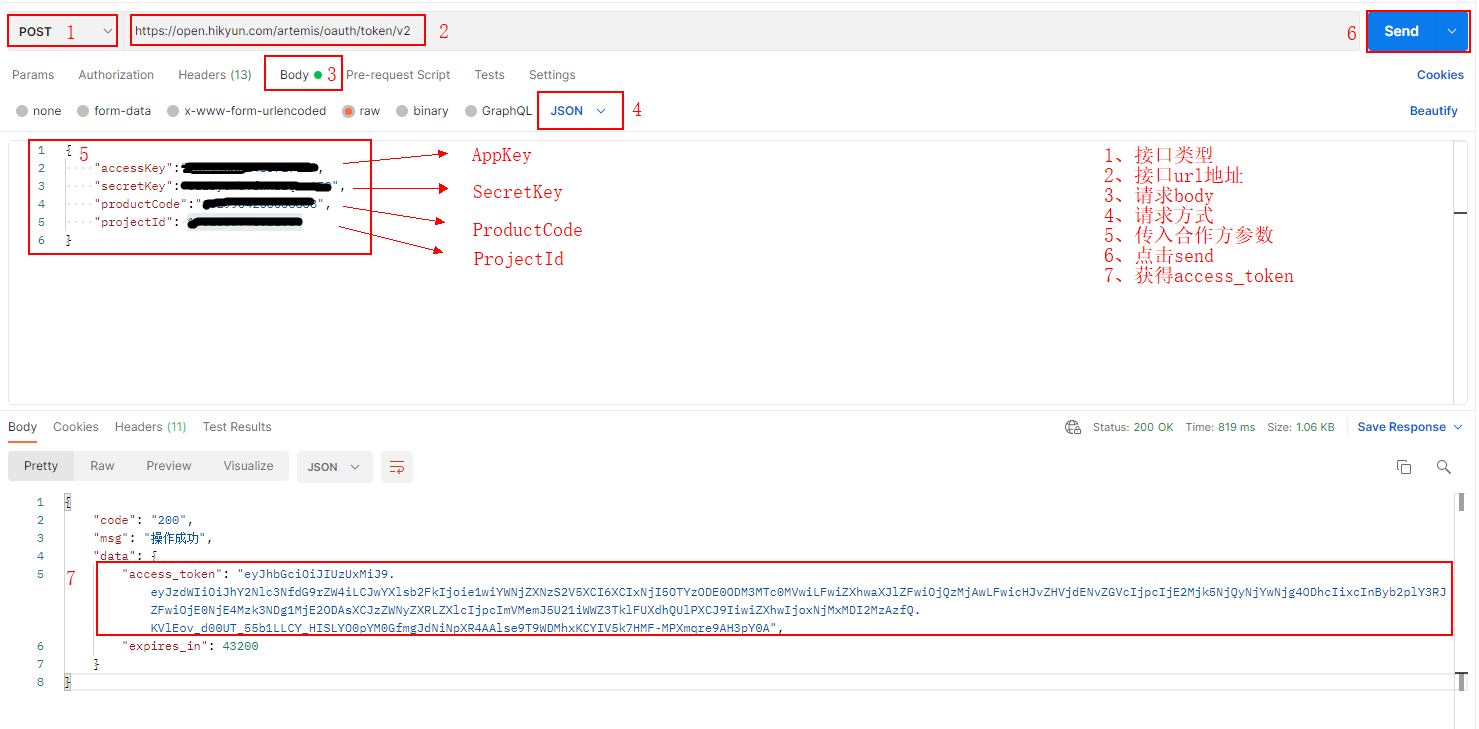 POST 1 https://open.hikyun.com/artemis/oauth/token/v2 2 6 Send
Params Authorization Headers (13) Body 3 Pre-request Script Tests Settings Cookies
none form-data x-www-form-urlencoded raw binary GraphQL JSON 4 Beautify
1 { 5
2 "accessKey": , AppKey
3 "secretKey": ", SecretKey
4 "productCode":" ", ProductCode
5 "projectId": ProjectId
6 }
1、接口类型
2、接口url地址
3、请求body
4、请求方式
5、传入合作方参数
6、点击send
7、获得access_token
Body Cookies Headers (11) Test Results Status: 200 OK Time: 819 ms Size: 1.06 KB Save Response
Pretty Raw Preview Visualize JSON
1 {
2 "code": "200",
3 "msg": "操作成功",
4 "data": {
5 7 "access_token": "eyJhbGciOiJIUzUxMiJ9.
eyJzdWIiOiJhY2Nlc3NfdG9rZW4iLCJwYXlsb2FkIjoie1wiYWNjZXNzS2V5XCI6XCIxNjI5OTYzODE0ODM3MTc0MVwiLFwiZXhwaXJlZFwiOjQzMjAwLFwicHJvZHVjdENvZGVcIjpcIjE2Mjk5NjQyNjYwNjg4ODhcIixcInByb2plY3RJ
ZFwiOjE0NjE4Mzk3NDg1MjE2ODAsXCJzZWNyZXRLZXlcIjpcImVMemJ5U21iWWZ3TklFUXdhQUlPXCJ9IiwiZXhwIjoxNjMxMDI2MzAzfQ.
KVlEov_d00UT_55b1LLCY_HISLYO0pYM0GfmgJdNiNpXR4AAlse9T9WDMhxKCYIV5k7HMF-MPXmqre9AH3pY0A",
6 "expires_in": 43200
7 }
8 }